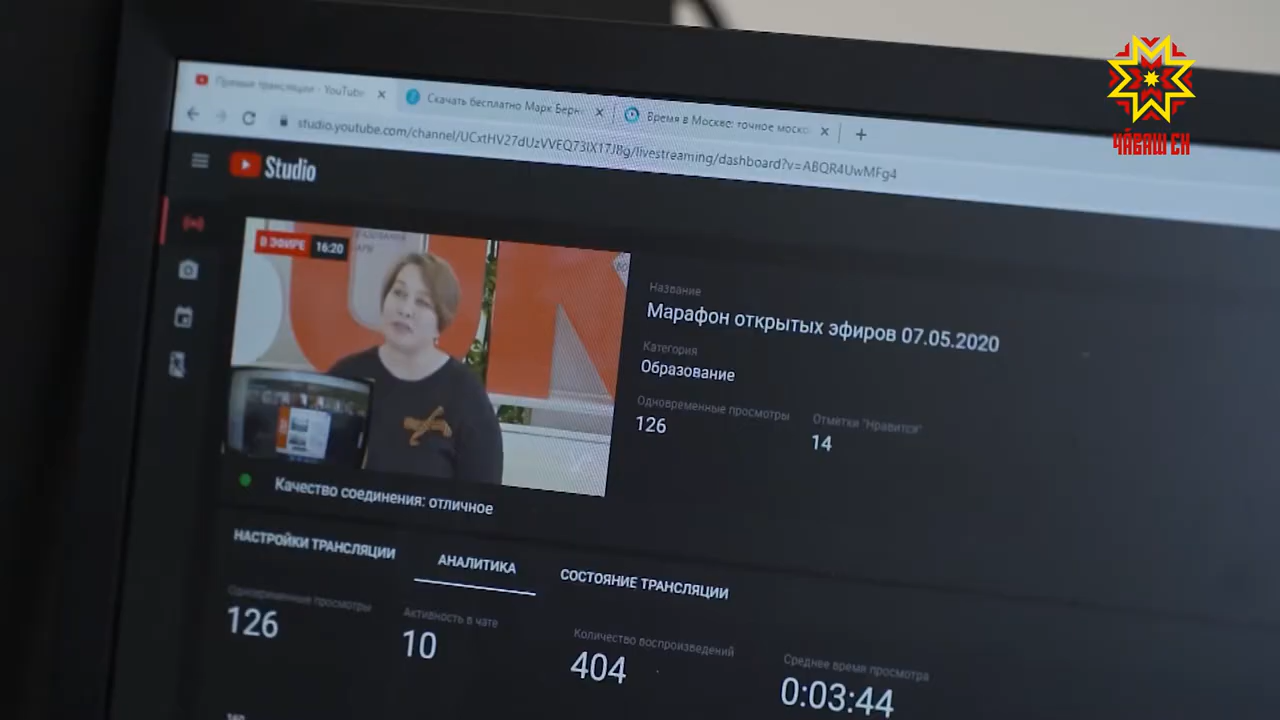 Прямые трансляции - YouTube
Скачать бесплатно Марк Берн
Время в Москве: точное моск
studio.youtube.com/channel/UCxtHV27dUzVVEQ73lX17J8g/livestreaming/dashboard?v=ABQR4UwMFg4
ЧӐВАШ ЕН
Studio
В ЭФИРЕ 16:20
Название
Марафон открытых эфиров 07.05.2020
Категория
Образование
Одновременные просмотры
126
Отметки "Нравится"
14
Качество соединения: отличное
НАСТРОЙКИ ТРАНСЛЯЦИИ
АНАЛИТИКА
СОСТОЯНИЕ ТРАНСЛЯЦИИ
Одновременные просмотры
126
Активность в чате
10
Количество воспроизведений
404
Среднее время просмотра
0:03:44